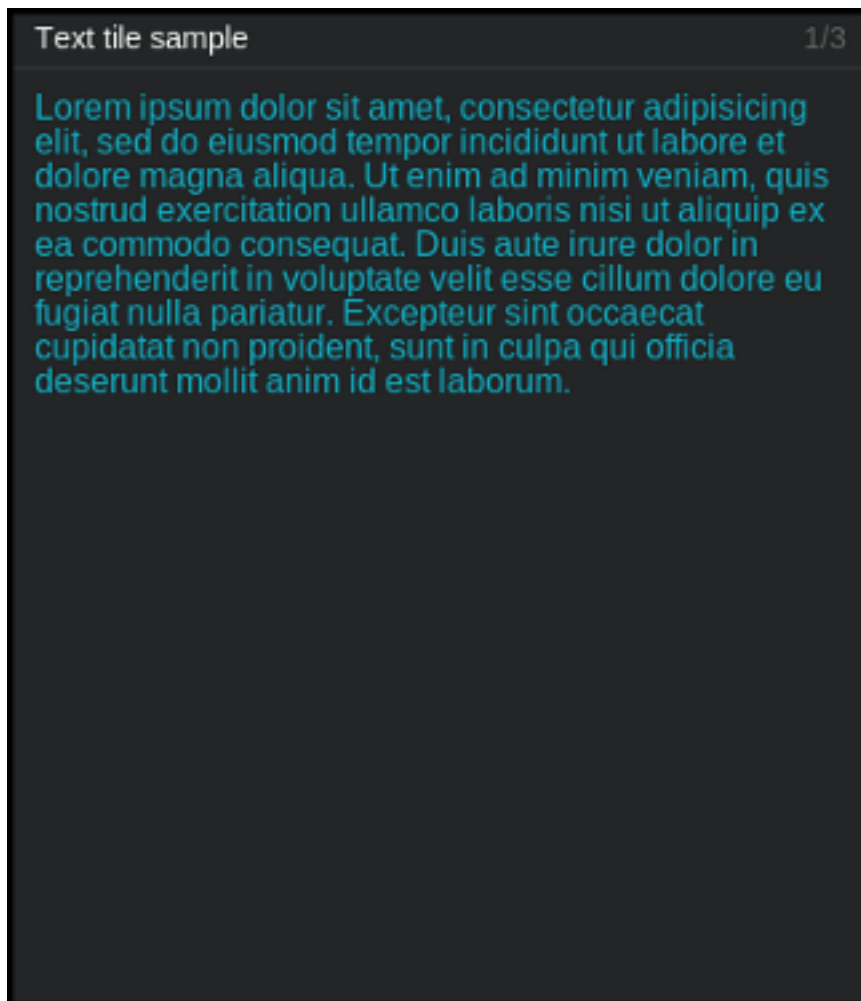 Text tile sample 1/3
Lorem ipsum dolor sit amet, consectetur adipisicing
elit, sed do eiusmod tempor incididunt ut labore et
dolore magna aliqua. Ut enim ad minim veniam, quis
nostrud exercitation ullamco laboris nisi ut aliquip ex
ea commodo consequat. Duis aute irure dolor in
reprehenderit in voluptate velit esse cillum dolore eu
fugiat nulla pariatur. Excepteur sint occaecat
cupidatat non proident, sunt in culpa qui officia
deserunt mollit anim id est laborum.